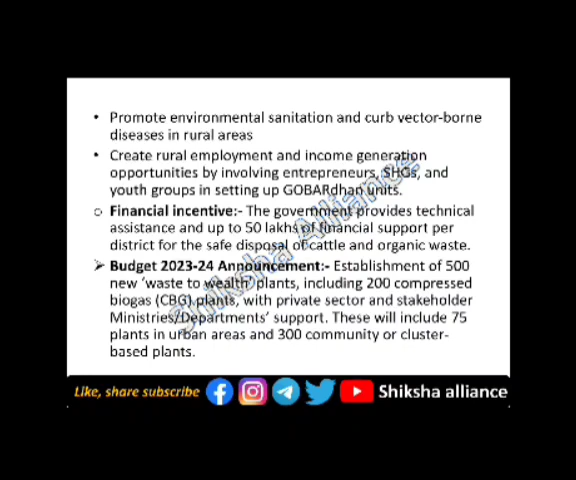 • Promote environmental sanitation and curb vector-borne
diseases in rural areas
• Create rural employment and income generation
opportunities by involving entrepreneurs, SHGs, and
youth groups in setting up GOBARdhan units.
o Financial incentive:- The government provides technical
assistance and up to 50 lakhs of financial support per
district for the safe disposal of cattle and organic waste.
➢ Budget 2023-24 Announcement:- Establishment of 500
new 'waste to wealth' plants, including 200 compressed
biogas (CBG) plants, with private sector and stakeholder
Ministries/Departments' support. These will include 75
plants in urban areas and 300 community or cluster-
based plants.
Shiksha Alliance
Like, share subscribe Shiksha alliance